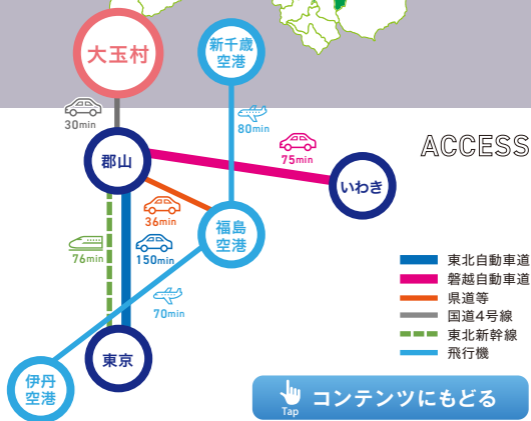 大玉村
新千歳
空港
30min
80min
75min
ACCESS
郡山
いわき
36min
福島
空港
76min
150min
70min
東京
伊丹
空港
東北自動車道
磐越自動車道
県道等
国道4号線
東北新幹線
飛行機
Tap
コンテンツにもどる